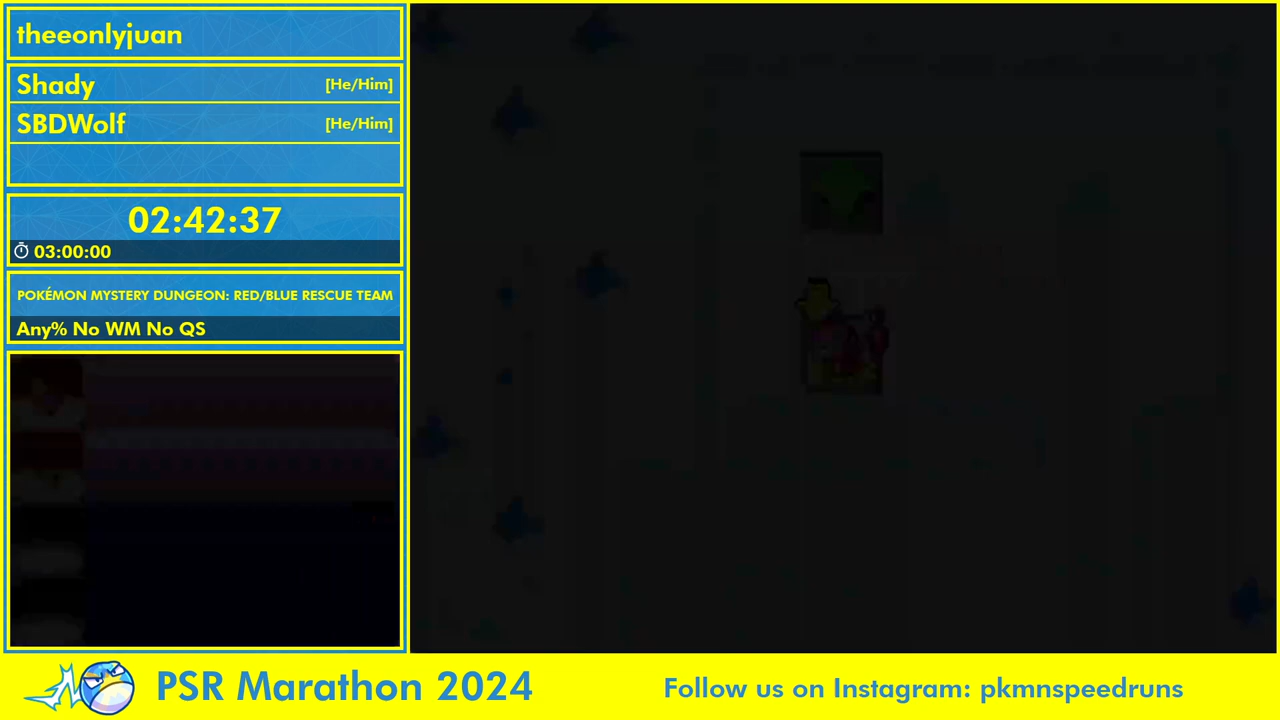 theeonlyjuan
Shady [He/Him]
SBDWolf [He/Him]
02:42:37
03:00:00
POKÉMON MYSTERY DUNGEON: RED/BLUE RESCUE TEAM
Any% No WM No QS
PSR Marathon 2024
Follow us on Instagram: pkmnspeedruns